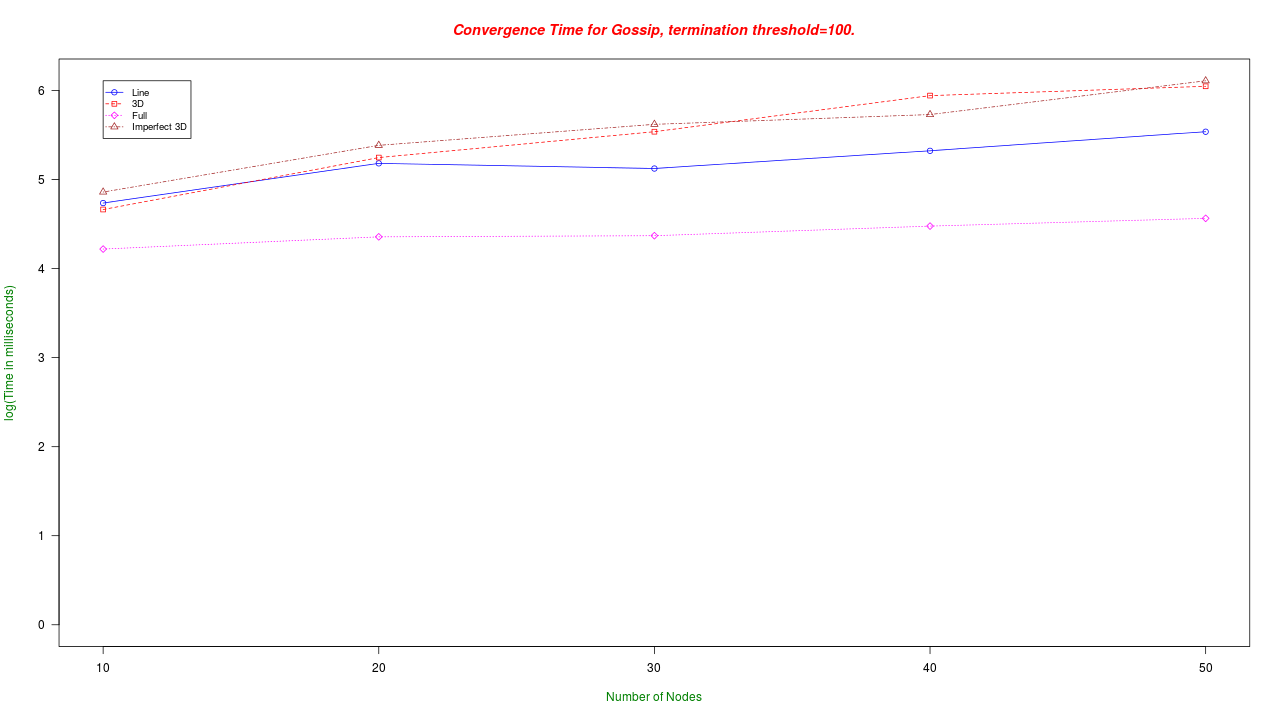 Convergence Time for Gossip, termination threshold=100.
Line
3D
Full
Imperfect 3D
log(Time in milliseconds)
6
5
4
3
2
1
0
10 20 30 40 50
Number of Nodes